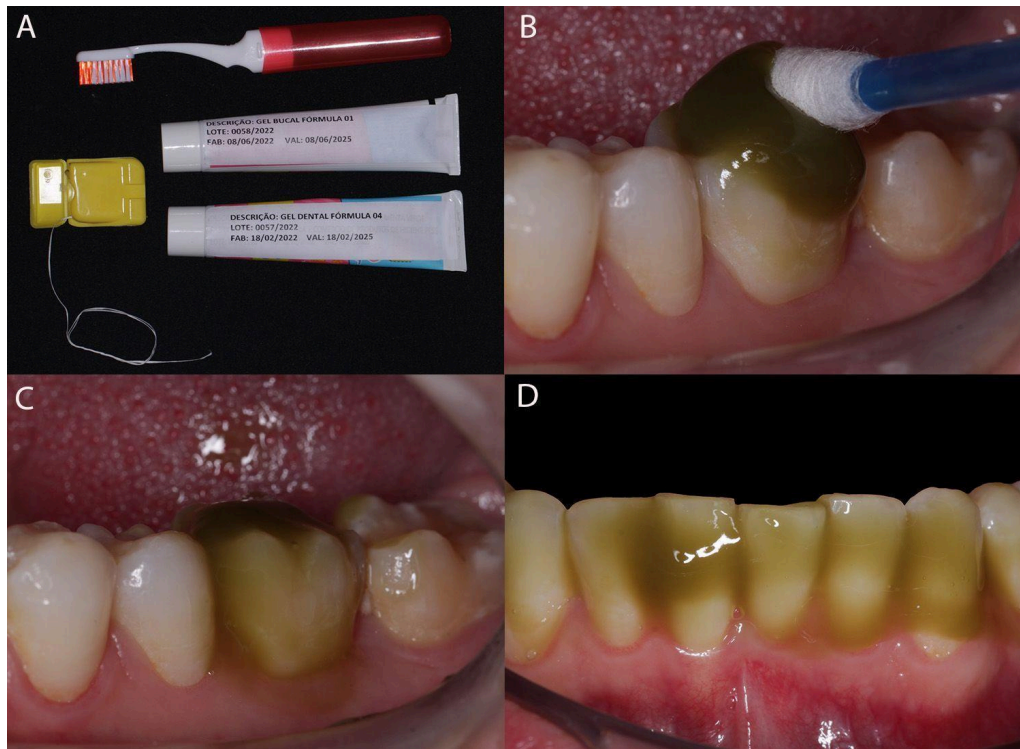 A
DESCRIÇÃO: GEL BUCAL FÓRMULA 01
LOTE: 0058/2022
FAB: 08/06/2022 VAL: 08/06/2025
DESCRIÇÃO: GEL DENTAL FÓRMULA 04
LOTE: 0057/2022
FAB: 18/02/2022 VAL: 18/02/2025
B
C
D